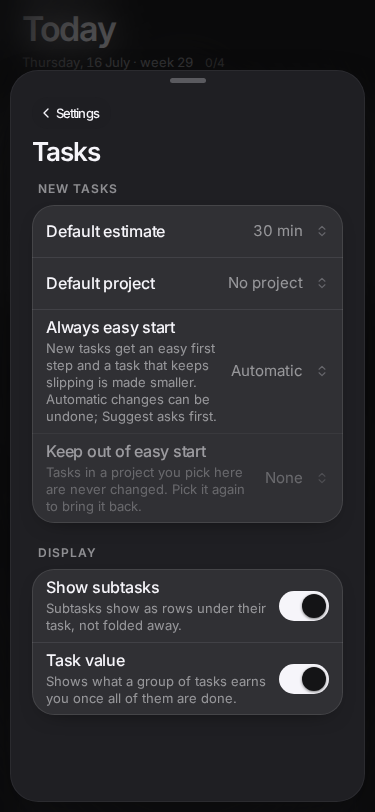 Today
Thursday, 16 July · week 29 0/4
Settings
Tasks
NEW TASKS
Default estimate 30 min
Default project No project
Always easy start
New tasks get an easy first
step and a task that keeps
slipping is made smaller.
Automatic changes can be
undone; Suggest asks first.
Automatic
Keep out of easy start
Tasks in a project you pick here
are never changed. Pick it again
to bring it back.
None
DISPLAY
Show subtasks
Subtasks show as rows under their
task, not folded away.
Task value
Shows what a group of tasks earns
you once all of them are done.